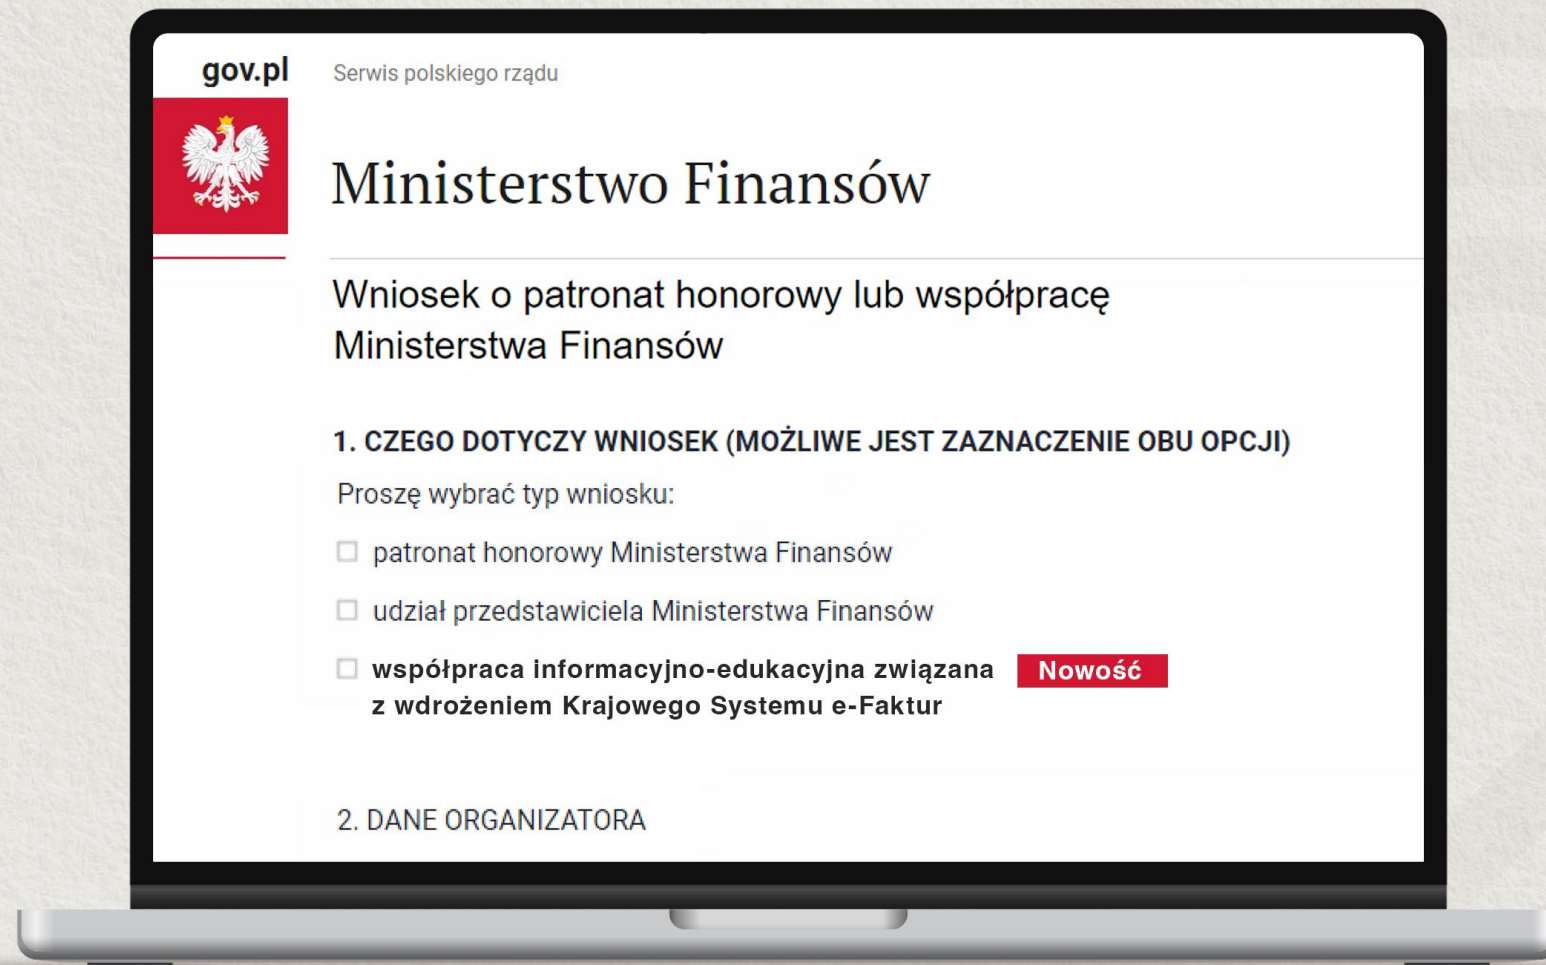 gov.pl
Serwis polskiego rządu
Ministerstwo Finansów
Wniosek o patronat honorowy lub współpracę
Ministerstwa Finansów
1. CZEGO DOTYCZY WNIOSEK (MOŻLIWE JEST ZAZNACZENIE OBU OPCJI)
Proszę wybrać typ wniosku:
patronat honorowy Ministerstwa Finansów
udział przedstawiciela Ministerstwa Finansów
współpraca informacyjno-edukacyjna związana Nowość
z wdrożeniem Krajowego Systemu e-Faktur
2. DANE ORGANIZATORA